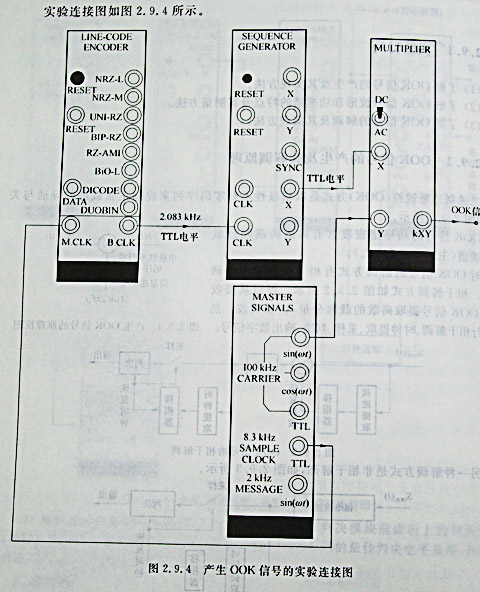 实验连接图如图 2.9.4 所示。
LINE-CODE
ENCODER
SEQUENCE
GENERATOR
MULTIPLIER
NRZ-L
RESET
NRZ-M
UNI-RZ
RESET
BIP-RZ
RZ-AMI
BiO-L
DICODE
DATA
DUOBIN
M.CLK
B CLK
2.083 kHz
TTL电平
RESET
X
RESET
Y
SYNC
CLK
X
CLK
Y
TTL电平
DC
AC
X
Y
kXY
OOK信
MASTER
SIGNALS
sin(ωt)
100 kHz
CARRIER
cos(ωt)
TTL
8.3 kHz
SAMPLE
CLOCK
TTL
2 kHz
MESSAGE
sin(ωt)
图 2.9.4 产生 OOK 信号的实验连接图